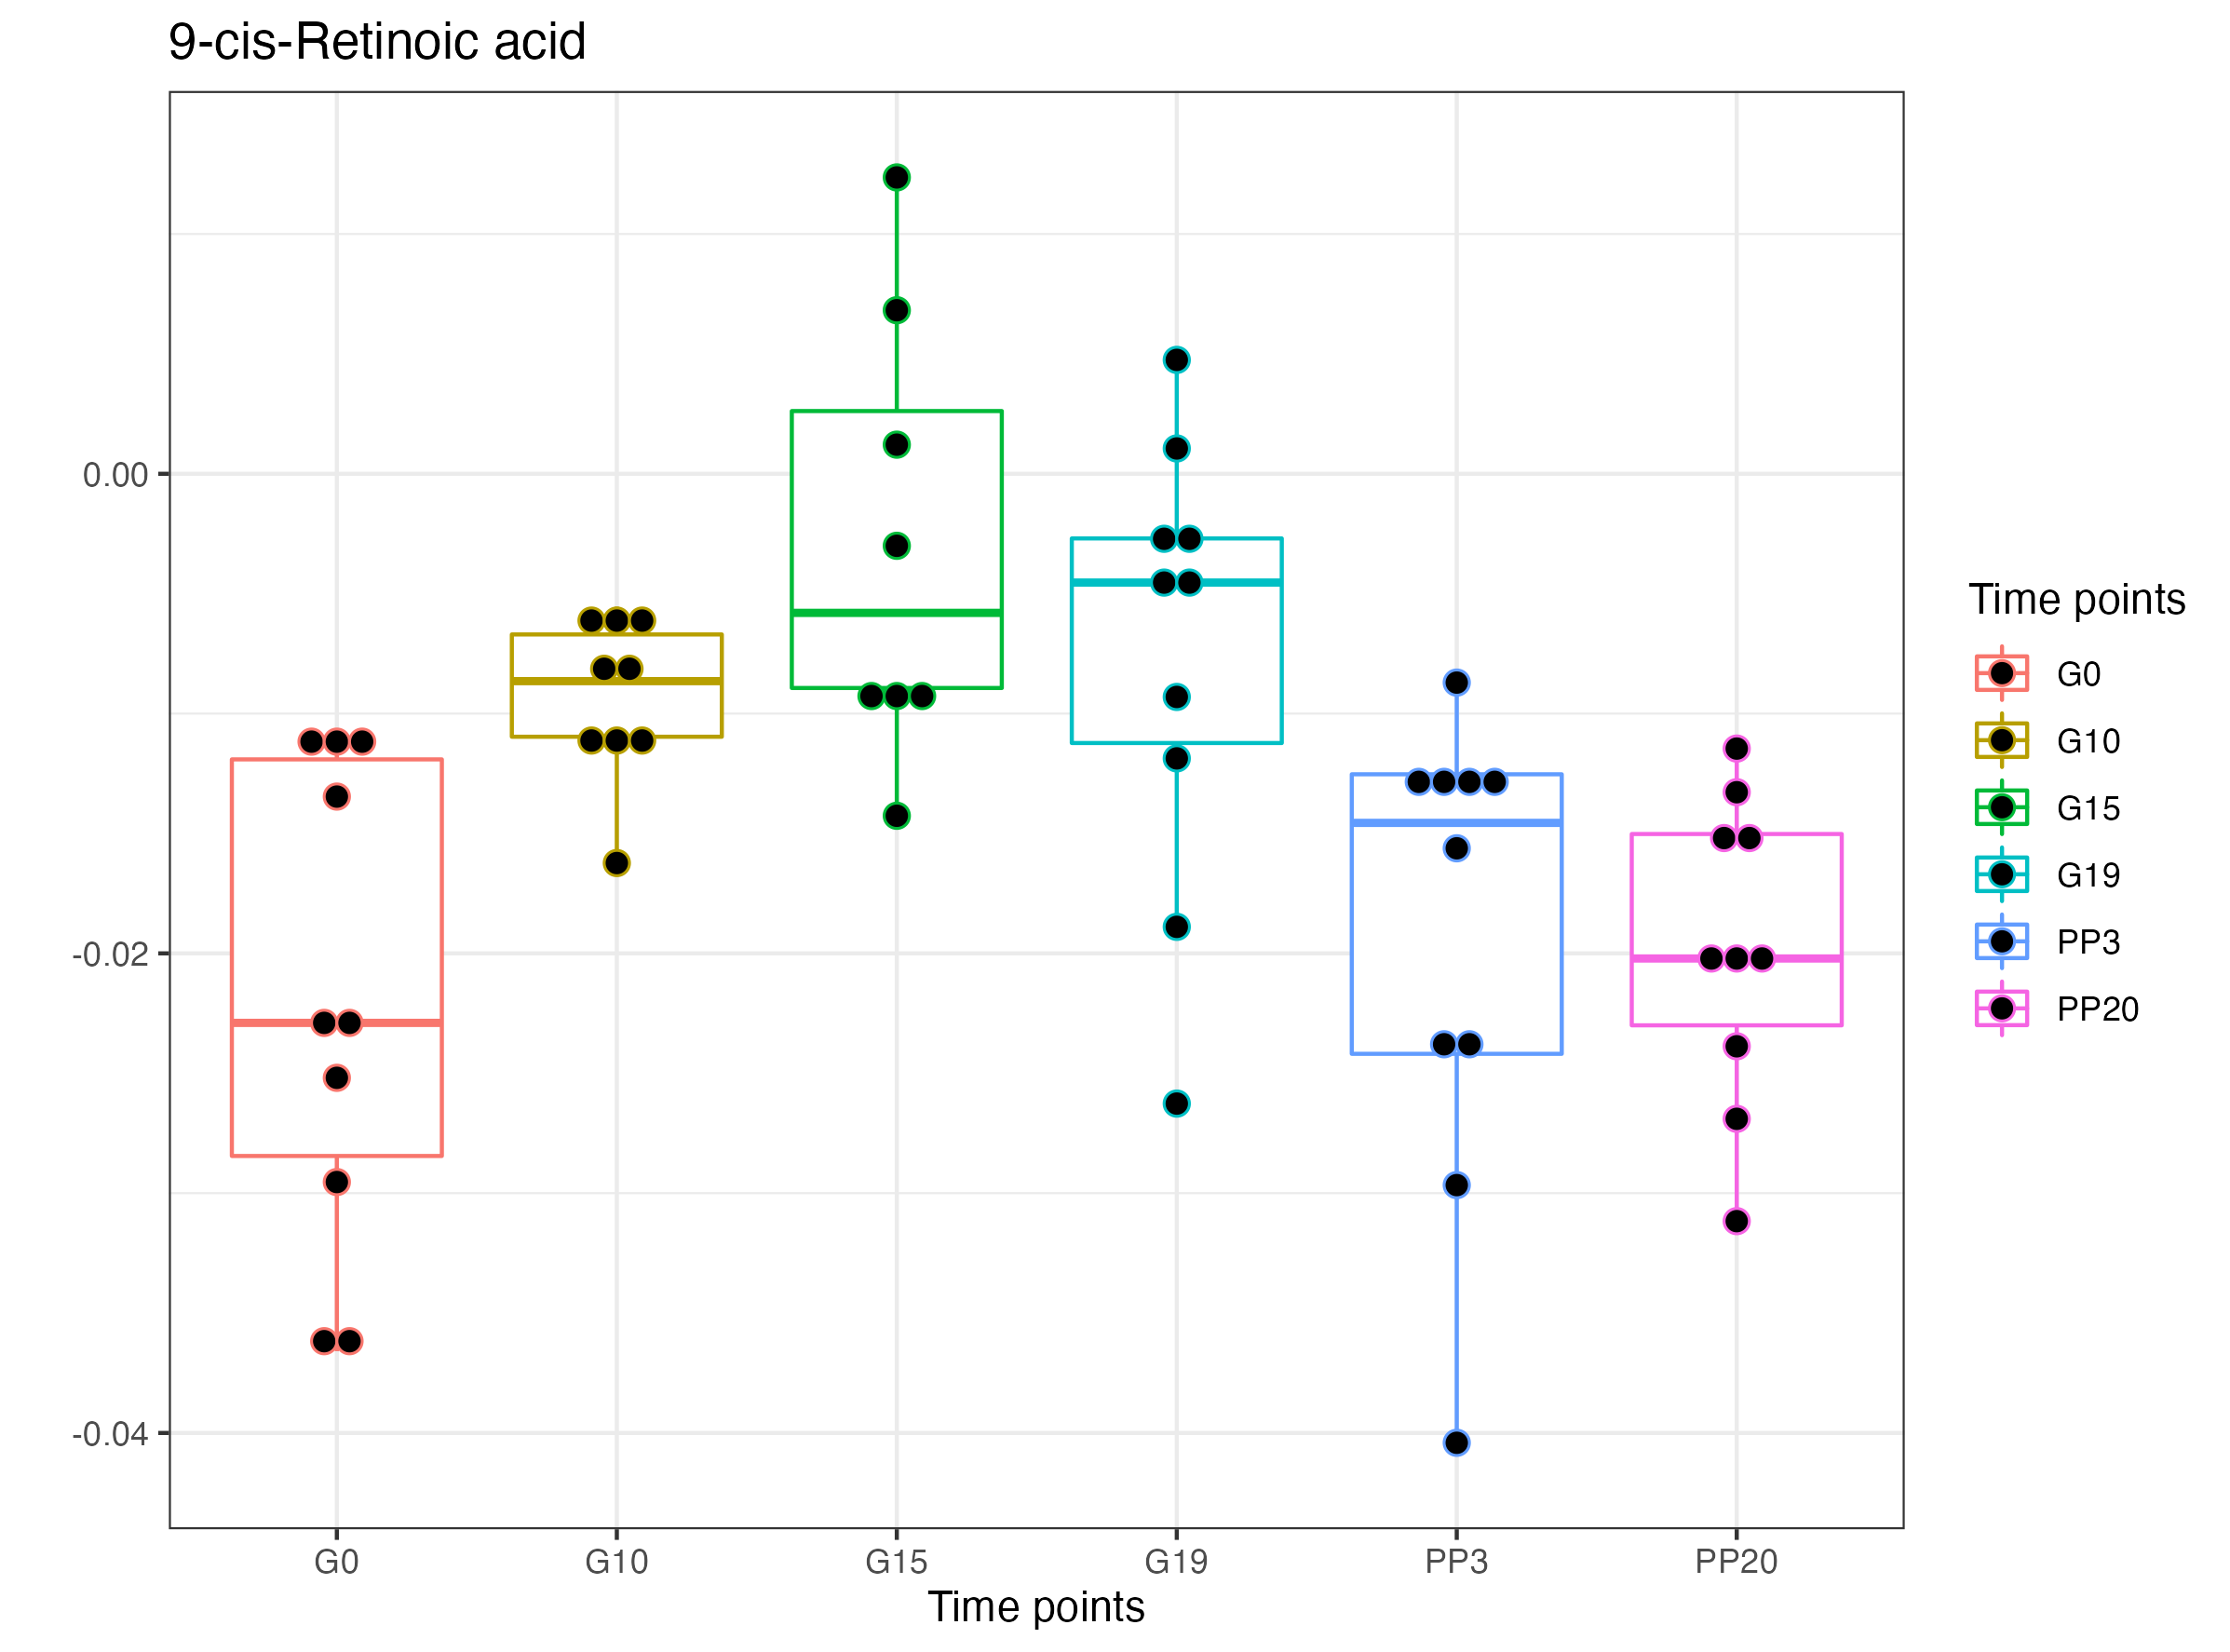 9-cis-Retinoic acid
0.00
-0.02
-0.04
G0 G10 G15 G19 PP3 PP20
Time points
Time points
G0
G10
G15
G19
PP3
PP20